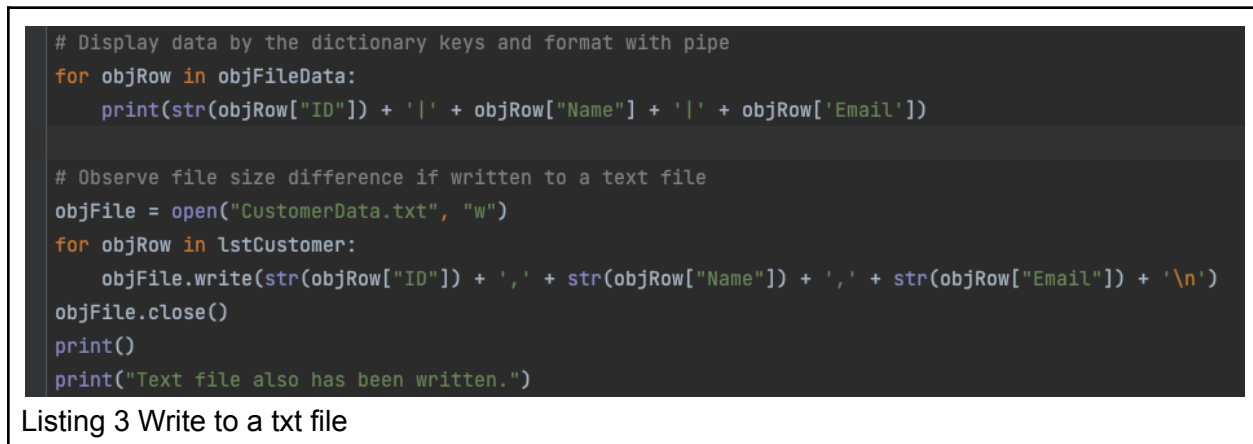 # Display data by the dictionary keys and format with pipe
for objRow in objFileData:
    print(str(objRow["ID"]) + '|' + objRow["Name"] + '|' + objRow['Email'])
# Observe file size difference if written to a text file
objFile = open("CustomerData.txt", "w")
for objRow in lstCustomer:
    objFile.write(str(objRow["ID"]) + ',' + str(objRow["Name"]) + ',' + str(objRow["Email"]) + '\n')
objFile.close()
print()
print("Text file also has been written.")
Listing 3 Write to a txt file